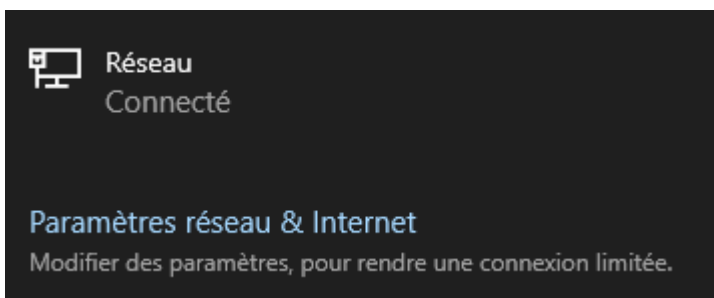 Réseau
Connecté
Paramètres réseau & Internet
Modifier des paramètres, pour rendre une connexion limitée.